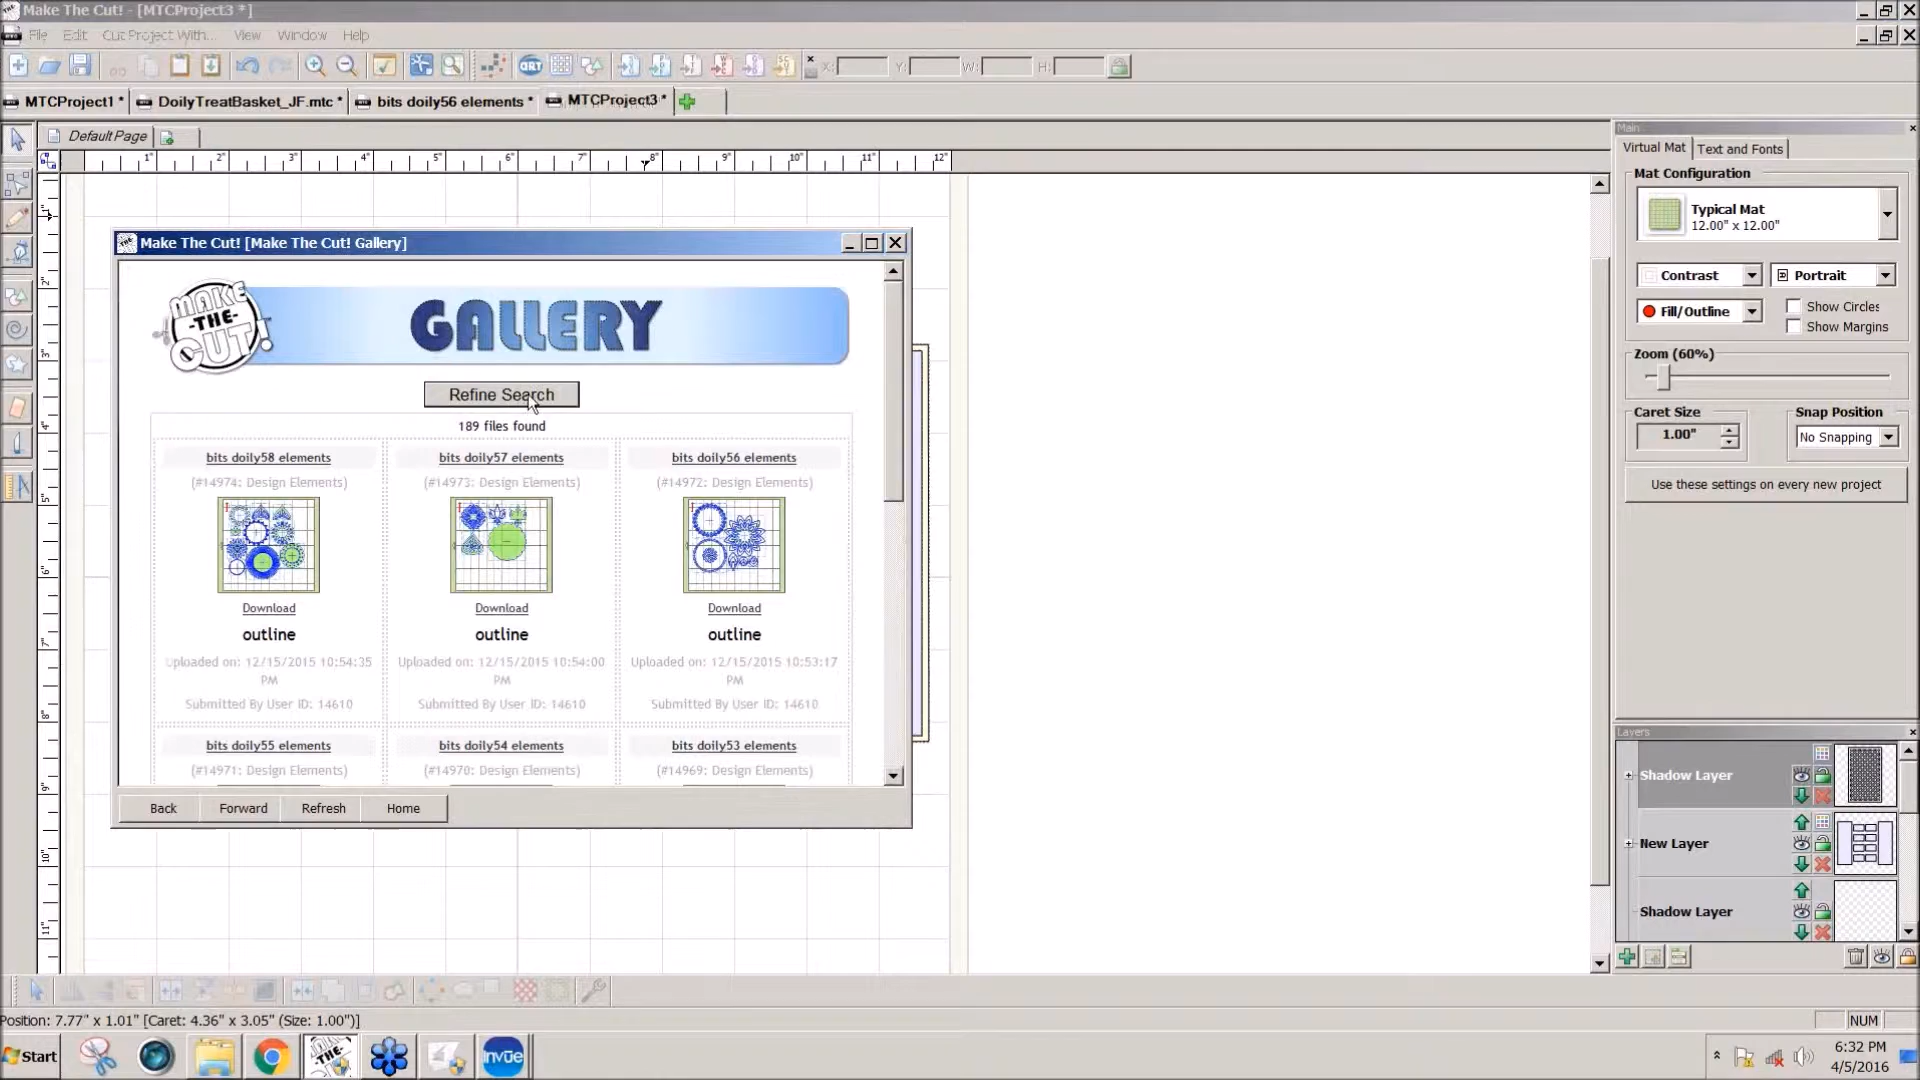 Make The Cut! - [MTCProject3 *]
File Edit Cut Project With... View Window Help
ART X: Y: W: H:
MTCProject1 * DoilyTreatBasket_JF.mtc * bits doily56 elements * MTCProject3 *
Default Page
1" 2" 3" 4" 5" 6" 7" 8" 9" 10" 11" 12"
Main
Virtual Mat Text and Fonts
Mat Configuration
Typical Mat
12.00" x 12.00"
Contrast Portrait
Fill/Outline Show Circles
Show Margins
Zoom (60%)
Caret Size Snap Position
1.00" No Snapping
Use these settings on every new project
Make The Cut! [Make The Cut! Gallery]
MAKE -THE- CUT! GALLERY
Refine Search
189 files found
bits doily58 elements bits doily57 elements bits doily56 elements
(#14974: Design Elements) (#14973: Design Elements) (#14972: Design Elements)
Download Download Download
outline outline outline
Uploaded on: 12/15/2015 10:54:35 PM Uploaded on: 12/15/2015 10:54:00 PM Uploaded on: 12/15/2015 10:53:17 PM
Submitted By User ID: 14610 Submitted By User ID: 14610 Submitted By User ID: 14610
bits doily55 elements bits doily54 elements bits doily53 elements
(#14971: Design Elements) (#14970: Design Elements) (#14969: Design Elements)
Back Forward Refresh Home
Layers
Shadow Layer
New Layer
Shadow Layer
Position: 7.77" x 1.01" [Caret: 4.36" x 3.05" (Size: 1.00")]
NUM
Start invūe
6:32 PM
4/5/2016